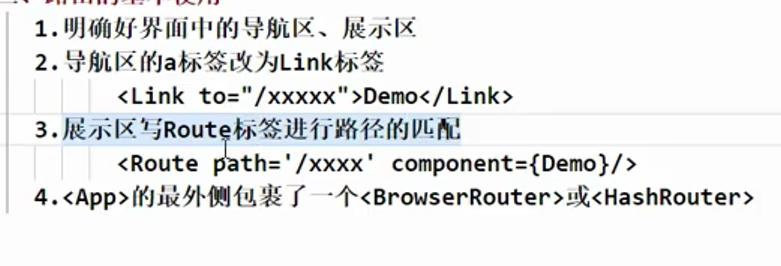 1.明确好界面中的导航区、展示区
2.导航区的a标签改为Link标签
<Link to="/xxxxx">Demo</Link>
3.展示区写Route标签进行路径的匹配
<Route path='/xxxx' component={Demo}/>
4.<App>的最外侧包裹了一个<BrowserRouter>或<HashRouter>